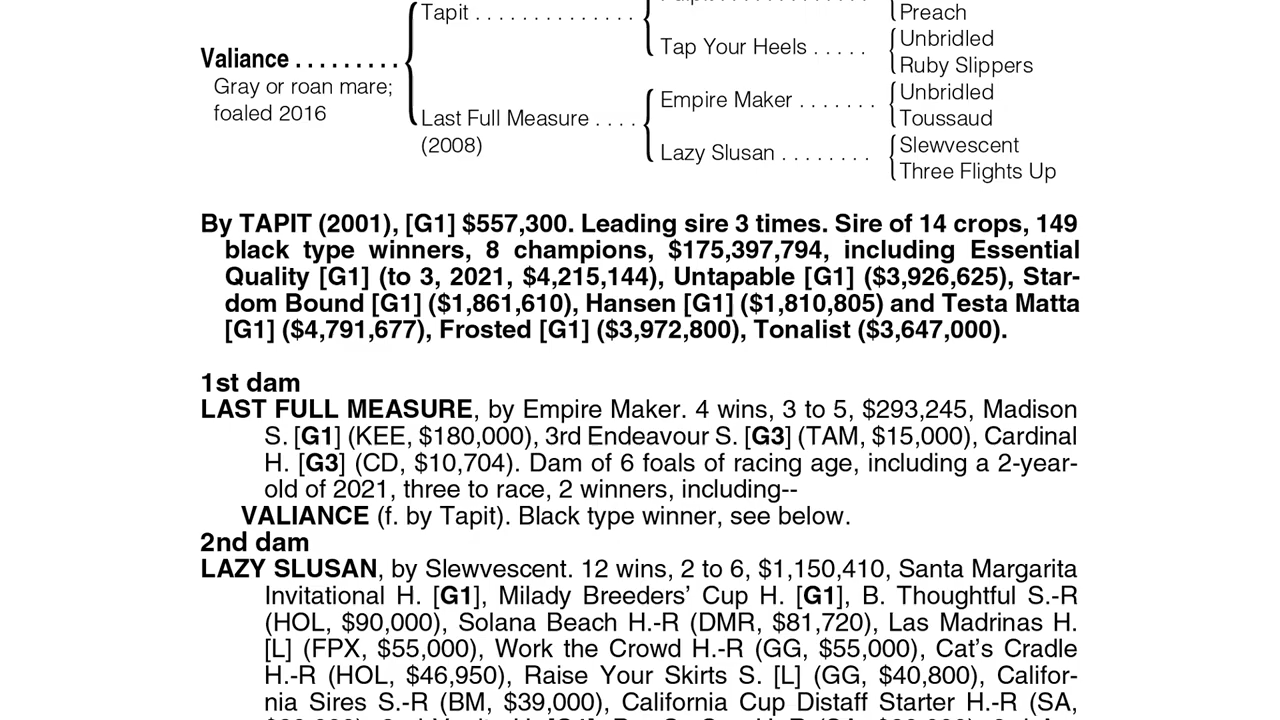 Tapit . . . . . . . . . . . . . .
Preach
Tap Your Heels . . . . .
Unbridled
Ruby Slippers
Valiance . . . . . . . . .
Gray or roan mare;
foaled 2016
Last Full Measure . . . .
(2008)
Empire Maker . . . . . . .
Unbridled
Toussaud
Lazy Slusan . . . . . . . .
Slewvescent
Three Flights Up
By TAPIT (2001), [G1] $557,300. Leading sire 3 times. Sire of 14 crops, 149
black type winners, 8 champions, $175,397,794, including Essential
Quality [G1] (to 3, 2021, $4,215,144), Untapable [G1] ($3,926,625), Star-
dom Bound [G1] ($1,861,610), Hansen [G1] ($1,810,805) and Testa Matta
[G1] ($4,791,677), Frosted [G1] ($3,972,800), Tonalist ($3,647,000).
1st dam
LAST FULL MEASURE, by Empire Maker. 4 wins, 3 to 5, $293,245, Madison
S. [G1] (KEE, $180,000), 3rd Endeavour S. [G3] (TAM, $15,000), Cardinal
H. [G3] (CD, $10,704). Dam of 6 foals of racing age, including a 2-year-
old of 2021, three to race, 2 winners, including--
VALIANCE (f. by Tapit). Black type winner, see below.
2nd dam
LAZY SLUSAN, by Slewvescent. 12 wins, 2 to 6, $1,150,410, Santa Margarita
Invitational H. [G1], Milady Breeders’ Cup H. [G1], B. Thoughtful S.-R
(HOL, $90,000), Solana Beach H.-R (DMR, $81,720), Las Madrinas H.
[L] (FPX, $55,000), Work the Crowd H.-R (GG, $55,000), Cat’s Cradle
H.-R (HOL, $46,950), Raise Your Skirts S. [L] (GG, $40,800), Califor-
nia Sires S.-R (BM, $39,000), California Cup Distaff Starter H.-R (SA,